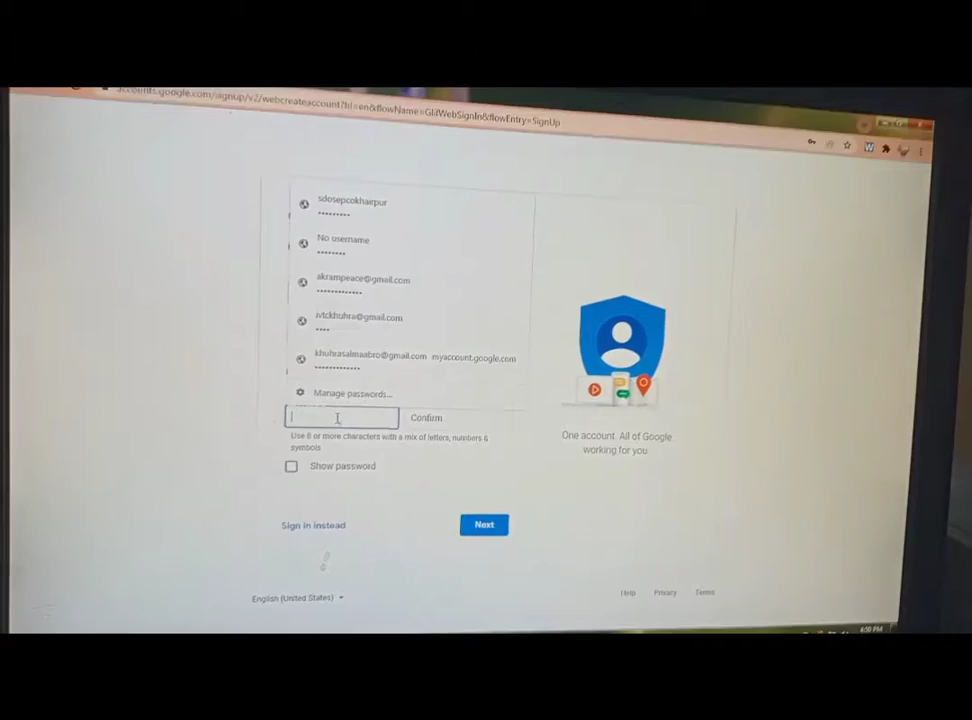 accounts.google.com/signup/v2/webcreateaccount?hl=en&flowName=GlifWebSignIn&flowEntry=SignUp
sdosepcokhairpur
•••••••••
No username
••••••••
akrampeace@gmail.com
•••••••••••••
ivtckhuhra@gmail.com
••••
khuhrasalmaabro@gmail.com myaccount.google.com
•••••••••••••
Manage passwords...
Confirm
Use 8 or more characters with a mix of letters, numbers &
symbols
Show password
One account. All of Google
working for you.
Sign in instead
Next
English (United States)
Help Privacy Terms
4:50 PM